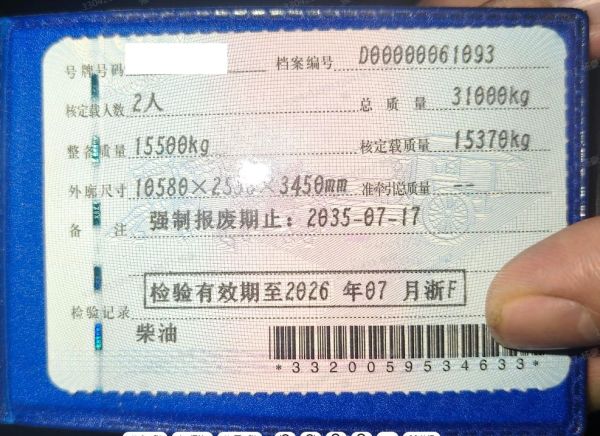 号牌号码 档案编号 D00000061093
核定载人数 2人 总质量 31000kg
整备质量 15500kg 核定载质量 15370kg
外廓尺寸 10580×25 0×3450mm 准牵引总质量 --
备注 强制报废期止：2035-07-17
检验有效期至2026 年07 月浙F
检验记录
柴油
*3320059534633*